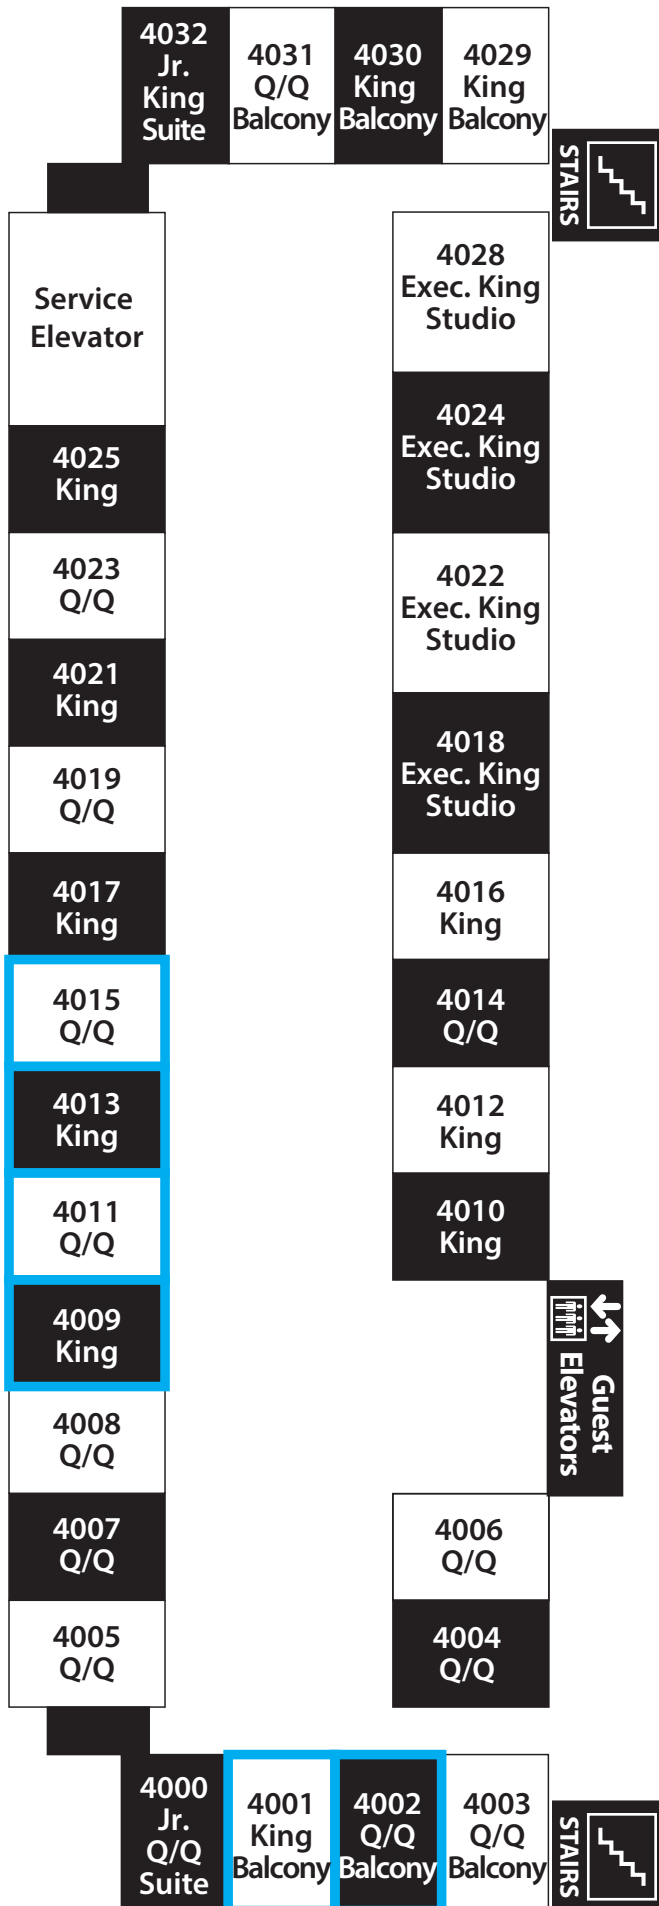 4032
Jr.
King
Suite
4031
Q/Q
Balcony
4030
King
Balcony
4029
King
Balcony
STAIRS
Service
Elevator
4028
Exec. King
Studio
4025
King
4024
Exec. King
Studio
4023
Q/Q
4022
Exec. King
Studio
4021
King
4019
Q/Q
4018
Exec. King
Studio
4017
King
4016
King
4015
Q/Q
4014
Q/Q
4013
King
4012
King
4011
Q/Q
4010
King
4009
King
Guest
Elevators
4008
Q/Q
4007
Q/Q
4006
Q/Q
4005
Q/Q
4004
Q/Q
4000
Jr.
Q/Q
Suite
4001
King
Balcony
4002
Q/Q
Balcony
4003
Q/Q
Balcony
STAIRS